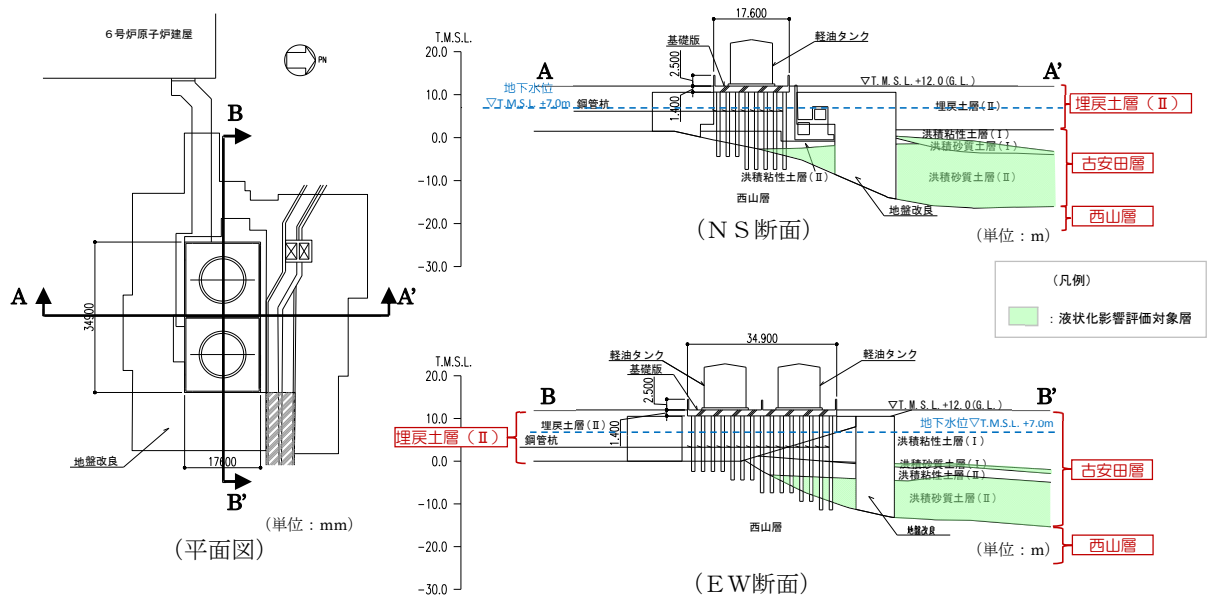 6号炉原子炉建屋
PN
B
A
A'
34900
地盤改良
17600
B'
(単位：mm)
(平面図)
17.600
T.M.S.L.
基礎版
軽油タンク
20.0
2.500
A
▽T.M.S.L.+12.0(G.L.)
A'
地下水位
10.0
▽T.M.S.L. +7.0m
鋼管杭
1.400
埋戻土層(Ⅱ)
埋戻土層（Ⅱ）
0.0
洪積粘性土層(Ⅰ)
洪積砂質土層(Ⅰ)
古安田層
洪積粘性土層(Ⅱ)
洪積砂質土層(Ⅱ)
-10.0
西山層
地盤改良
-20.0
西山層
(ＮＳ断面)
(単位：m)
-30.0
(凡例)
：液状化影響評価対象層
34.900
T.M.S.L.
軽油タンク
軽油タンク
基礎版
20.0
2.500
B
▽T.M.S.L.+12.0(G.L.)
B'
10.0
埋戻土層(Ⅱ)
1.400
地下水位▽T.M.S.L. +7.0m
埋戻土層（Ⅱ）
鋼管杭
洪積粘性土層(Ⅰ)
0.0
洪積砂質土層(Ⅰ)
洪積粘性土層(Ⅱ)
古安田層
洪積砂質土層(Ⅱ)
-10.0
西山層
地盤改良
-20.0
(単位：m)
西山層
-30.0
(ＥＷ断面)